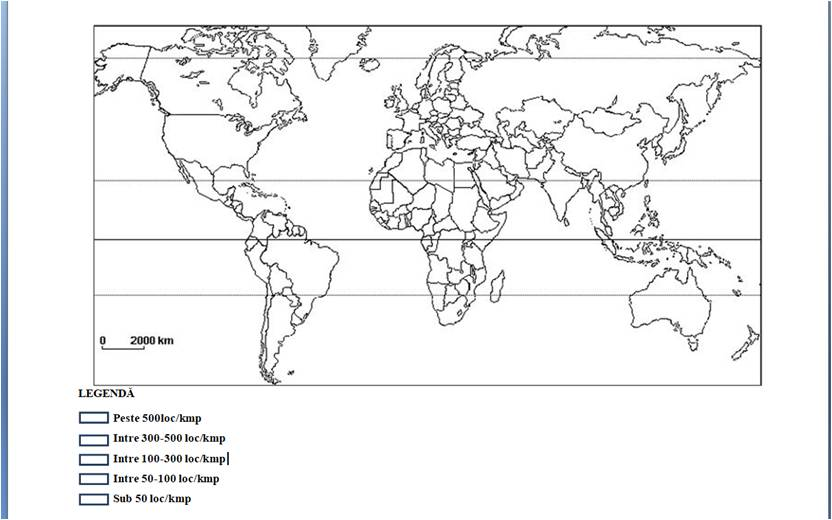 0 2000 km
LEGENDĂ
Peste 500loc/kmp
Intre 300-500 loc/kmp
Intre 100-300 loc/kmp
Intre 50-100 loc/kmp
Sub 50 loc/kmp